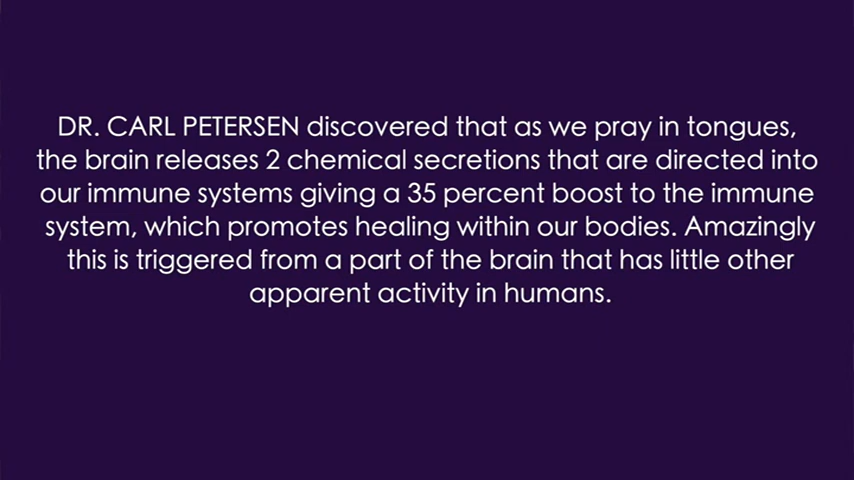 DR. CARL PETERSEN discovered that as we pray in tongues,
the brain releases 2 chemical secretions that are directed into
our immune systems giving a 35 percent boost to the immune
system, which promotes healing within our bodies. Amazingly
this is triggered from a part of the brain that has little other
apparent activity in humans.